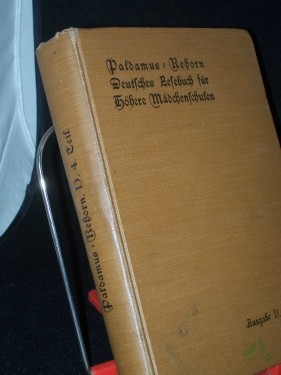 Paldamus-Rehorn
Deutsches Lesebuch für
Höhere Mädchenschulen
Ausgabe D.
Paldamus, Rehorn. D. 4. Teil.